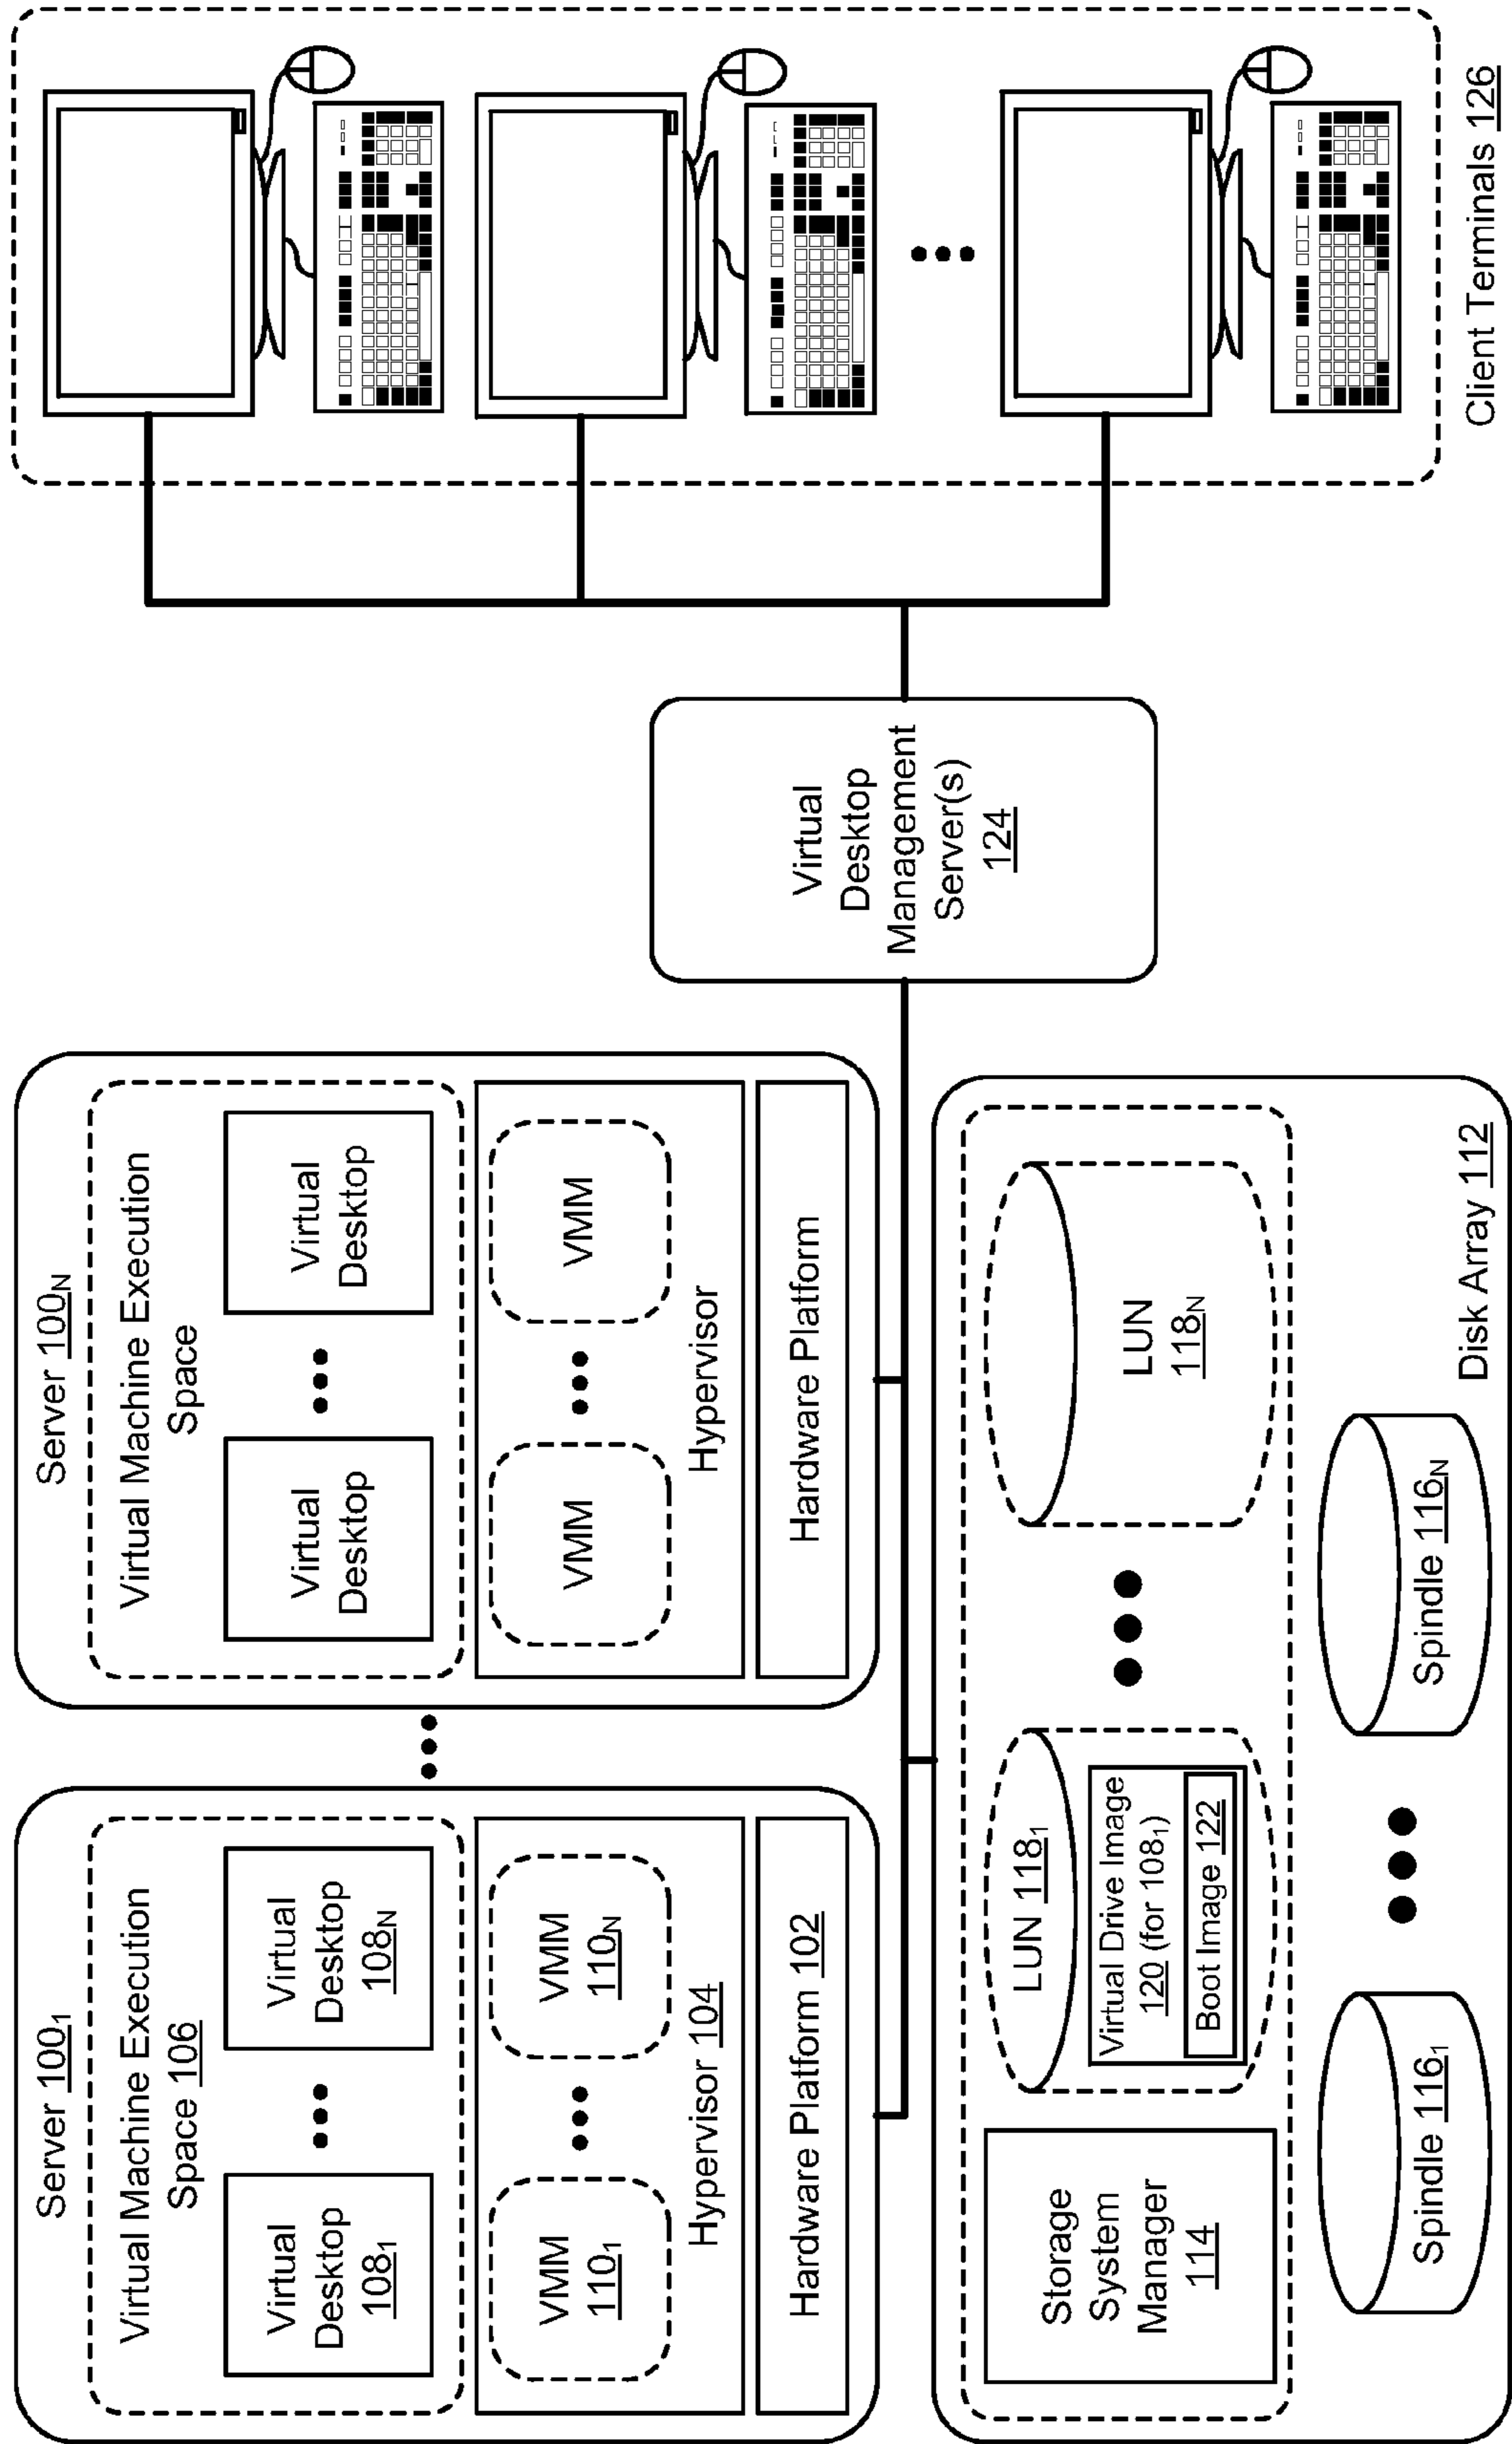 Server 100₁
Virtual Machine Execution
Space 106
Virtual
Desktop
108₁
Virtual
Desktop
108N
VMM
110₁
VMM
110N
Hypervisor 104
Hardware Platform 102
Server 100N
Virtual Machine Execution
Space
Virtual
Desktop
Virtual
Desktop
VMM
VMM
Hypervisor
Hardware Platform
Storage
System
Manager
114
LUN 118₁
Virtual Drive Image
120 (for 108₁)
Boot Image 122
LUN
118N
Spindle 116₁
Spindle 116N
Disk Array 112
Virtual
Desktop
Management
Server(s)
124
Client Terminals 126